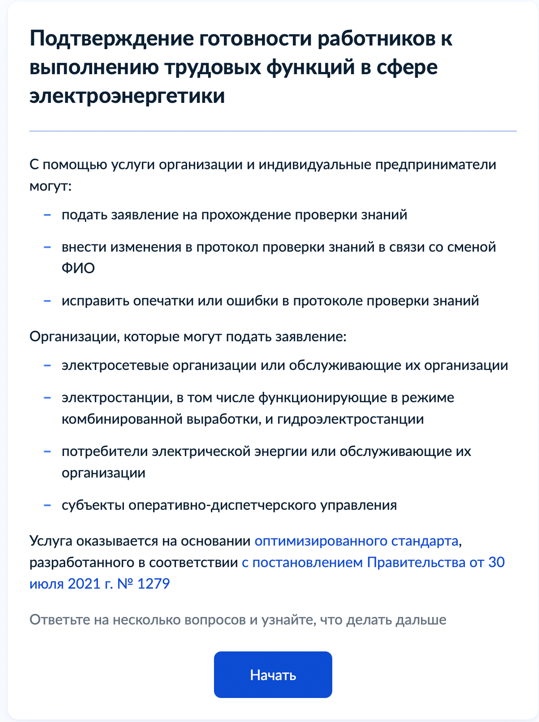 Подтверждение готовности работников к
выполнению трудовых функций в сфере
электроэнергетики
С помощью услуги организации и индивидуальные предприниматели
могут:
– подать заявление на прохождение проверки знаний
– внести изменения в протокол проверки знаний в связи со сменой
ФИО
– исправить опечатки или ошибки в протоколе проверки знаний
Организации, которые могут подать заявление:
– электросетевые организации или обслуживающие их организации
– электростанции, в том числе функционирующие в режиме
комбинированной выработки, и гидроэлектростанции
– потребители электрической энергии или обслуживающие их
организации
– субъекты оперативно-диспетчерского управления
Услуга оказывается на основании оптимизированного стандарта,
разработанного в соответствии с постановлением Правительства от 30
июля 2021 г. № 1279
Ответьте на несколько вопросов и узнайте, что делать дальше
Начать